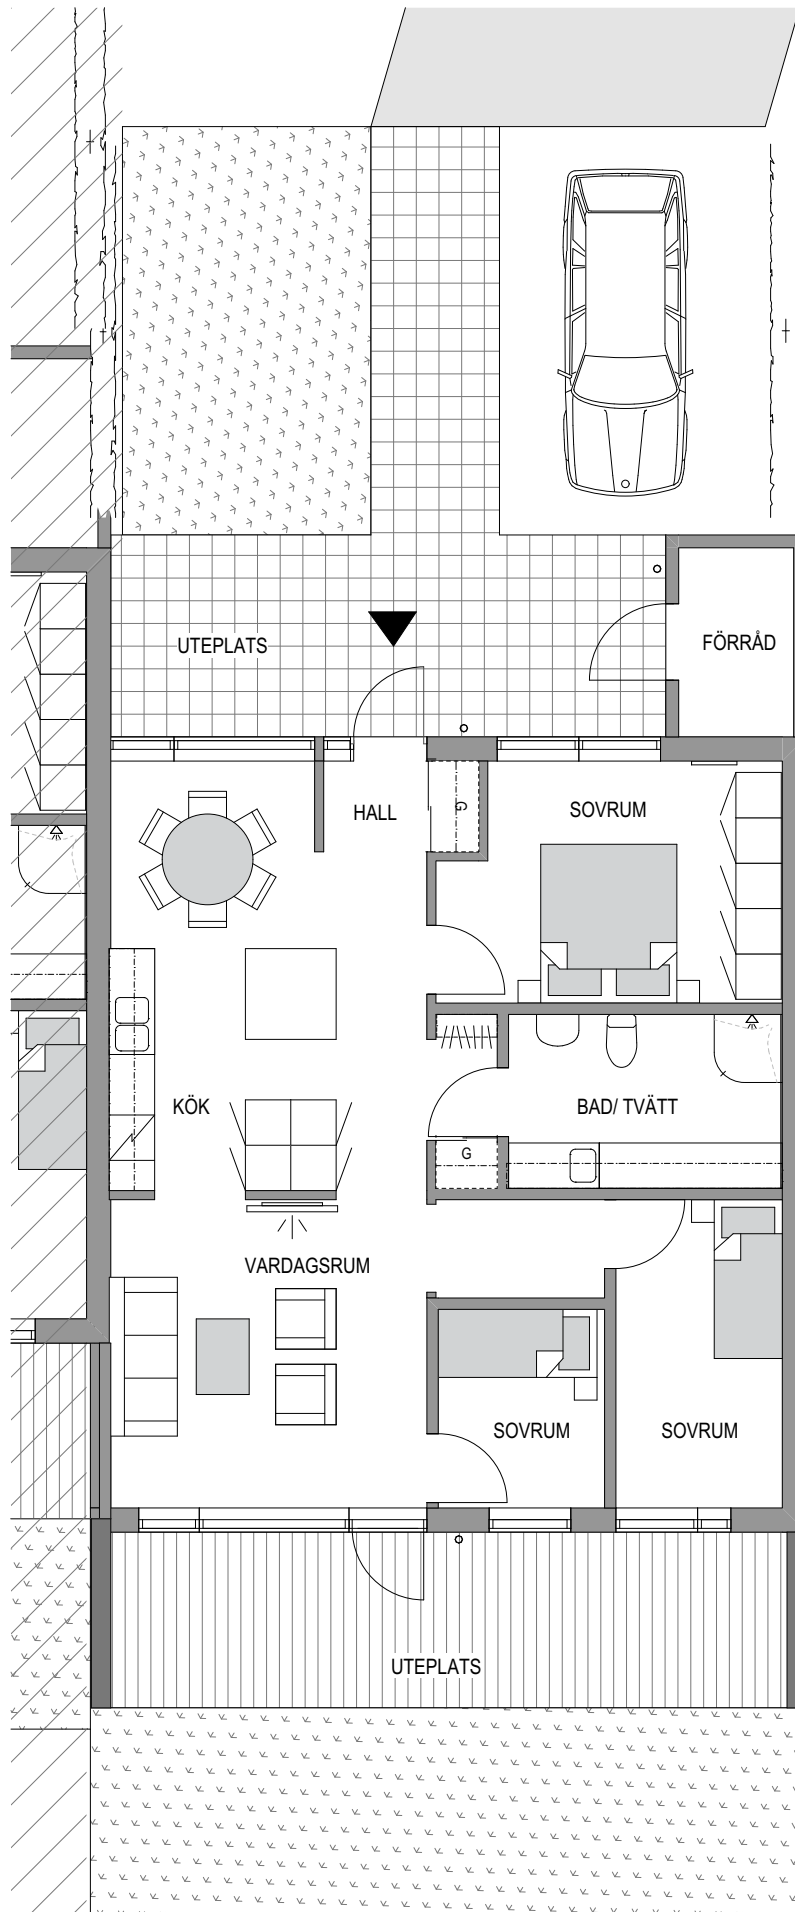 UTEPLATS
FÖRRÅD
HALL
G
SOVRUM
KÖK
BAD/ TVÄTT
G
VARDAGSRUM
SOVRUM
SOVRUM
UTEPLATS